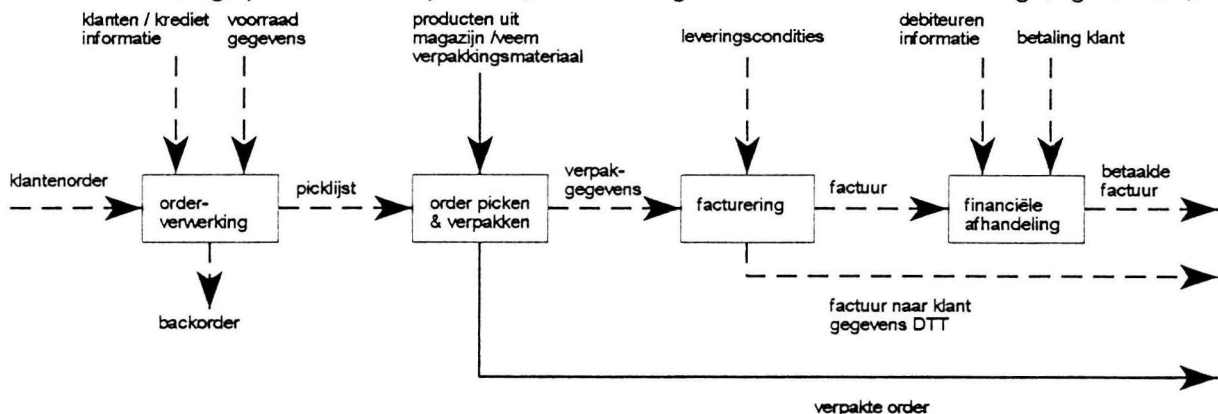 klanten / krediet
informatie
voorraad
gegevens
producten uit
magazijn /veem
verpakkingsmateriaal
leveringscondities
debiteuren
informatie
betaling klant
klantenorder
order-
verwerking
picklijst
order picken
& verpakken
verpak-
gegevens
facturering
factuur
financiële
afhandeling
betaalde
factuur
backorder
factuur naar klant
gegevens DTT
verpakte order